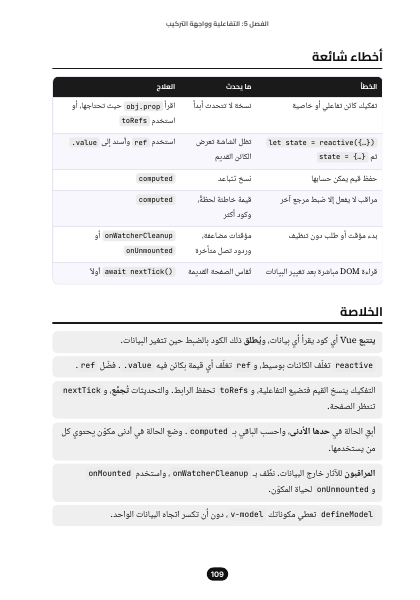 الفصل 5: التفاعلية وواجهة التركيب
أخطاء شائعة
الخطأ ما يحدث العلاج
تفكيك كائن تفاعلي أو خاصية نسخة لا تتحدث أبداً اقرأ obj.prop حيث تحتاجها، أو
استخدم toRefs
let state = reactive({…}) تظل الشاشة تعرض استخدم ref وأسند إلى .value
ثم state = {…} الكائن القديم
حفظ قيم يمكن حسابها نسخ تتباعد computed
مراقب لا يفعل إلا ضبط مرجع آخر قيمة خاطئة لحظةً، computed
وكود أكثر
بدء مؤقت أو طلب دون تنظيف مؤقتات مضاعفة، onWatcherCleanup أو
وردود تصل متأخرة onUnmounted
قراءة DOM مباشرة بعد تغيير البيانات تُقاس الصفحة القديمة await nextTick() أولاً
الخلاصة
يتتبع Vue أي كود يقرأ أي بيانات، ويُطلق ذلك الكود بالضبط حين تتغير البيانات.
reactive تغلّف الكائنات بوسيط، و ref تغلّف أي قيمة بكائن فيه .value . فضّل ref .
التفكيك ينسخ القيم فتضيع التفاعلية، و toRefs تحفظ الرابط. والتحديثات تُجمَّع، و nextTick
تنتظر الصفحة.
أبقِ الحالة في حدها الأدنى، واحسب الباقي بـ computed . وضع الحالة في أدنى مكوّن يحتوي كل
من يستخدمها.
المراقبون للآثار خارج البيانات. نظّف بـ onWatcherCleanup ، واستخدم onMounted
و onUnmounted لحياة المكوّن.
defineModel تعطي مكوناتك v-model ، دون أن تكسر اتجاه البيانات الواحد.
109